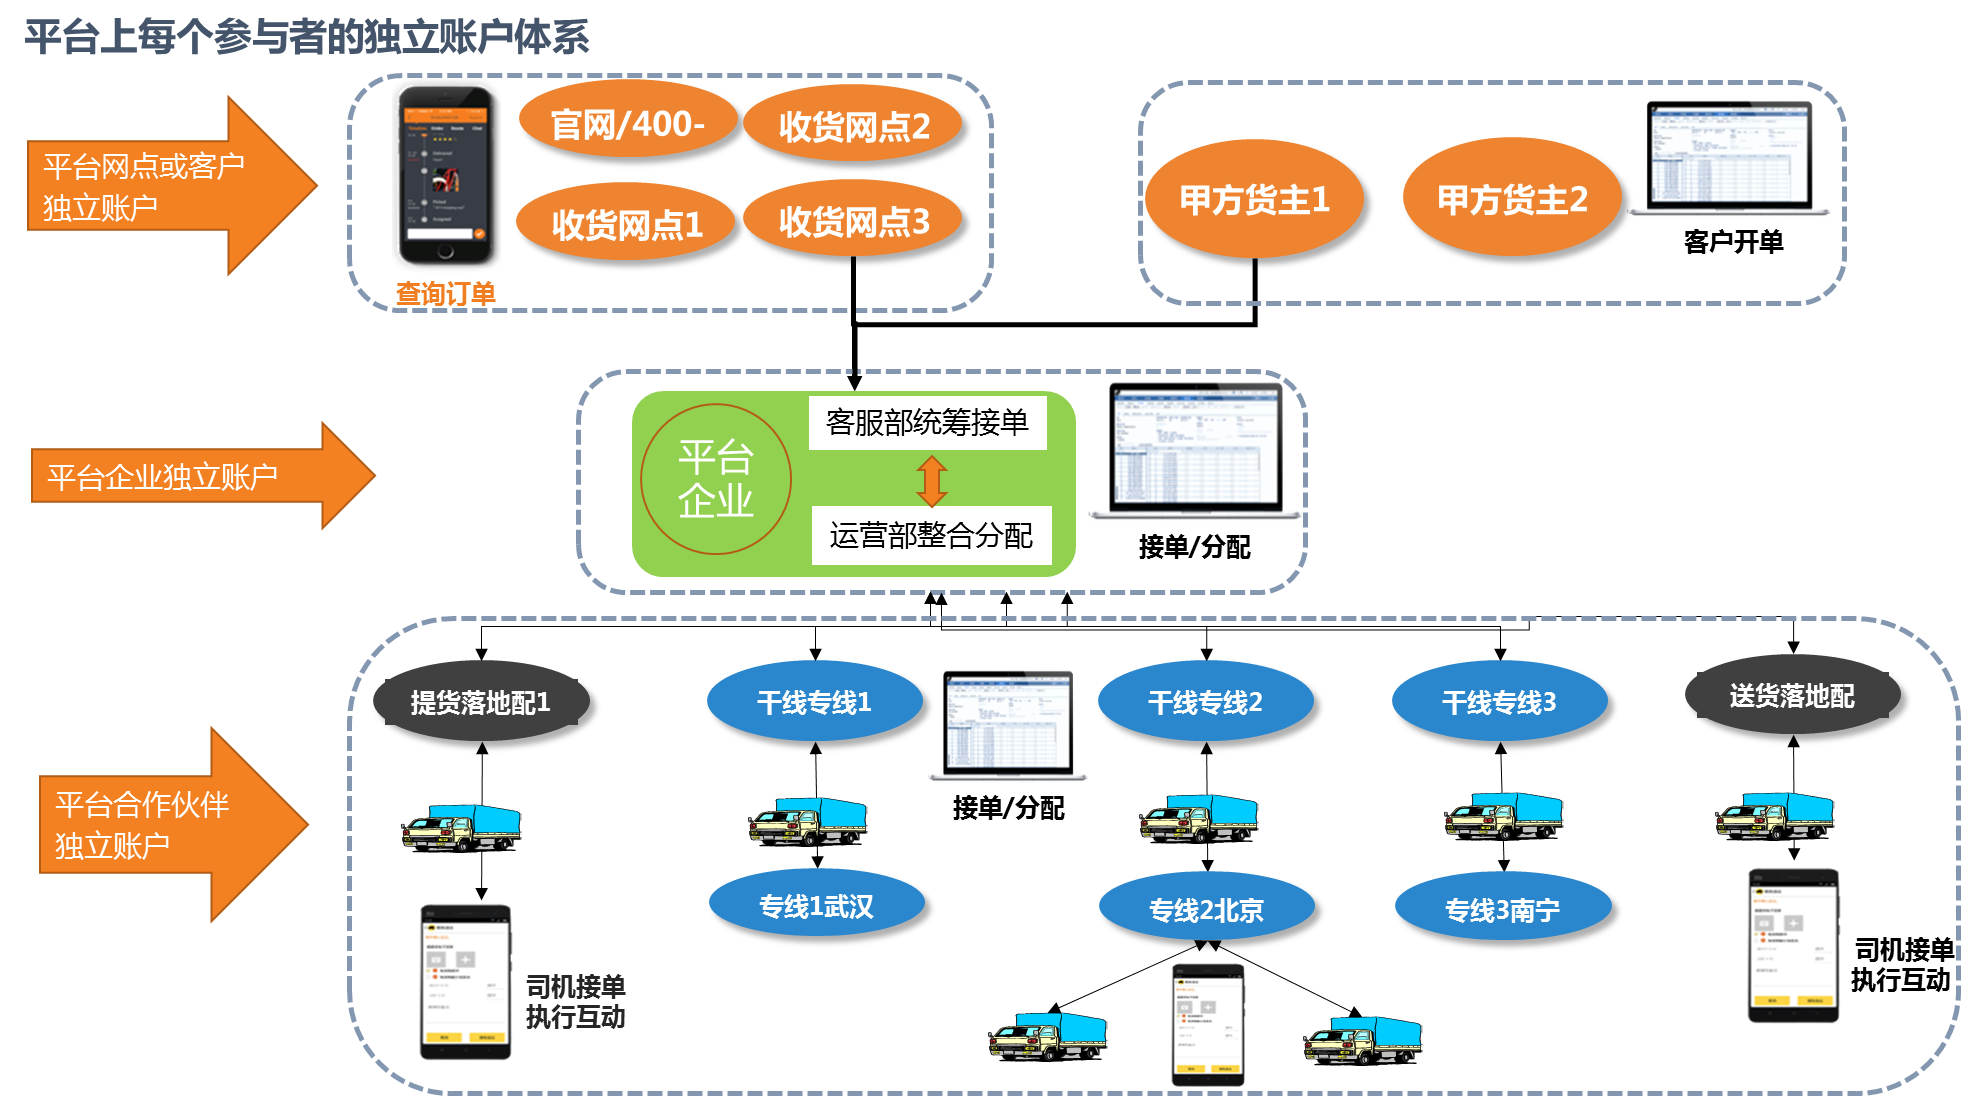 平台上每个参与者的独立账户体系
平台网点或客户
独立账户
官网/400-
收货网点2
收货网点1
收货网点3
查询订单
甲方货主1
甲方货主2
客户开单
平台企业独立账户
平台
企业
客服部统筹接单
运营部整合分配
接单/分配
平台合作伙伴
独立账户
提货落地配1
干线专线1
接单/分配
干线专线2
干线专线3
送货落地配
专线1武汉
专线2北京
专线3南宁
司机接单
执行互动
司机接单
执行互动